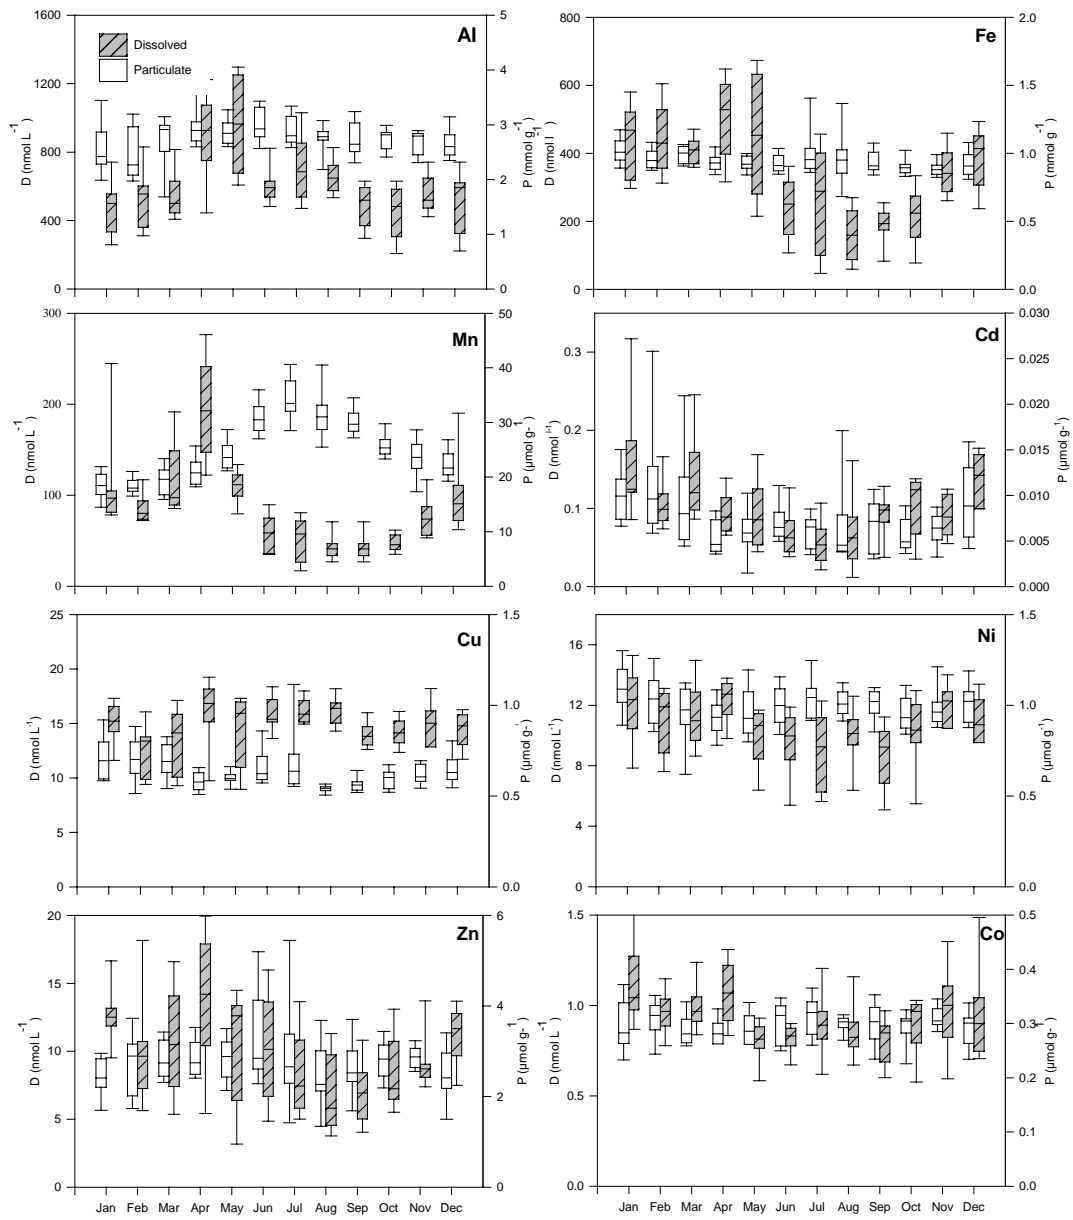 Al
Dissolved
Particulate
1600
1200
800
400
0
5
4
3
2
1
0
D (nmol L-1)
P (mmol g-1)
Fe
800
600
400
200
0
2.0
1.5
1.0
0.5
0.0
D (nmol l-1)
P (mmol g-1)
Mn
300
200
100
0
50
40
30
20
10
0
D (nmol L-1)
P (µmol g-1)
Cd
0.3
0.2
0.1
0.0
0.030
0.025
0.020
0.015
0.010
0.005
0.000
D (nmol l-1)
P (µmol g-1)
Cu
25
20
15
10
5
0
1.5
1.0
0.5
0.0
D (nmol L-1)
P (µmol g-1)
Ni
16
12
8
4
0
1.5
1.0
0.5
0.0
D (nmol L-1)
P (µmol g-1)
Zn
20
15
10
5
0
6
4
2
0
D (nmol L-1)
P (µmol g-1)
Jan Feb Mar Apr May Jun Jul Aug Sep Oct Nov Dec
Co
1.5
1.0
0.5
0.0
0.5
0.4
0.3
0.2
0.1
0.0
D (nmol L-1)
P (µmol g-1)
Jan Feb Mar Apr May Jun Jul Aug Sep Oct Nov Dec